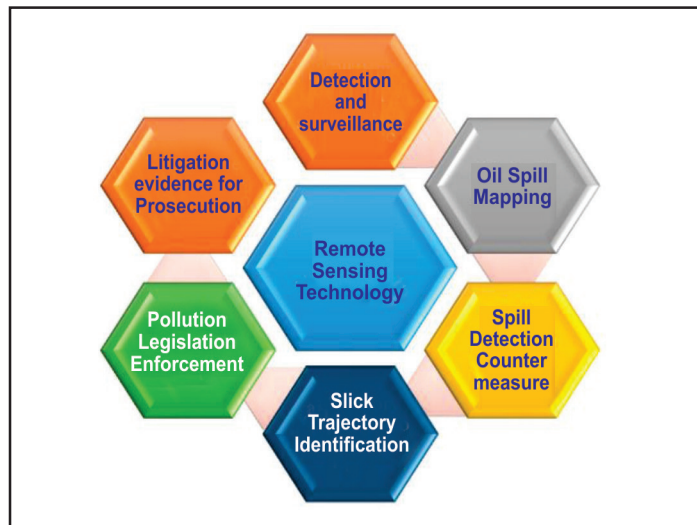 Detection
and
surveillance
Oil Spill
Mapping
Spill
Detection
Counter
measure
Slick
Trajectory
Identification
Pollution
Legislation
Enforcement
Litigation
evidence for
Prosecution
Remote
Sensing
Technology